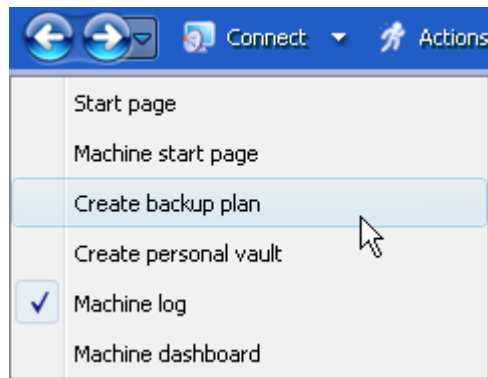 Connect Actions
Start page
Machine start page
Create backup plan
Create personal vault
Machine log
Machine dashboard